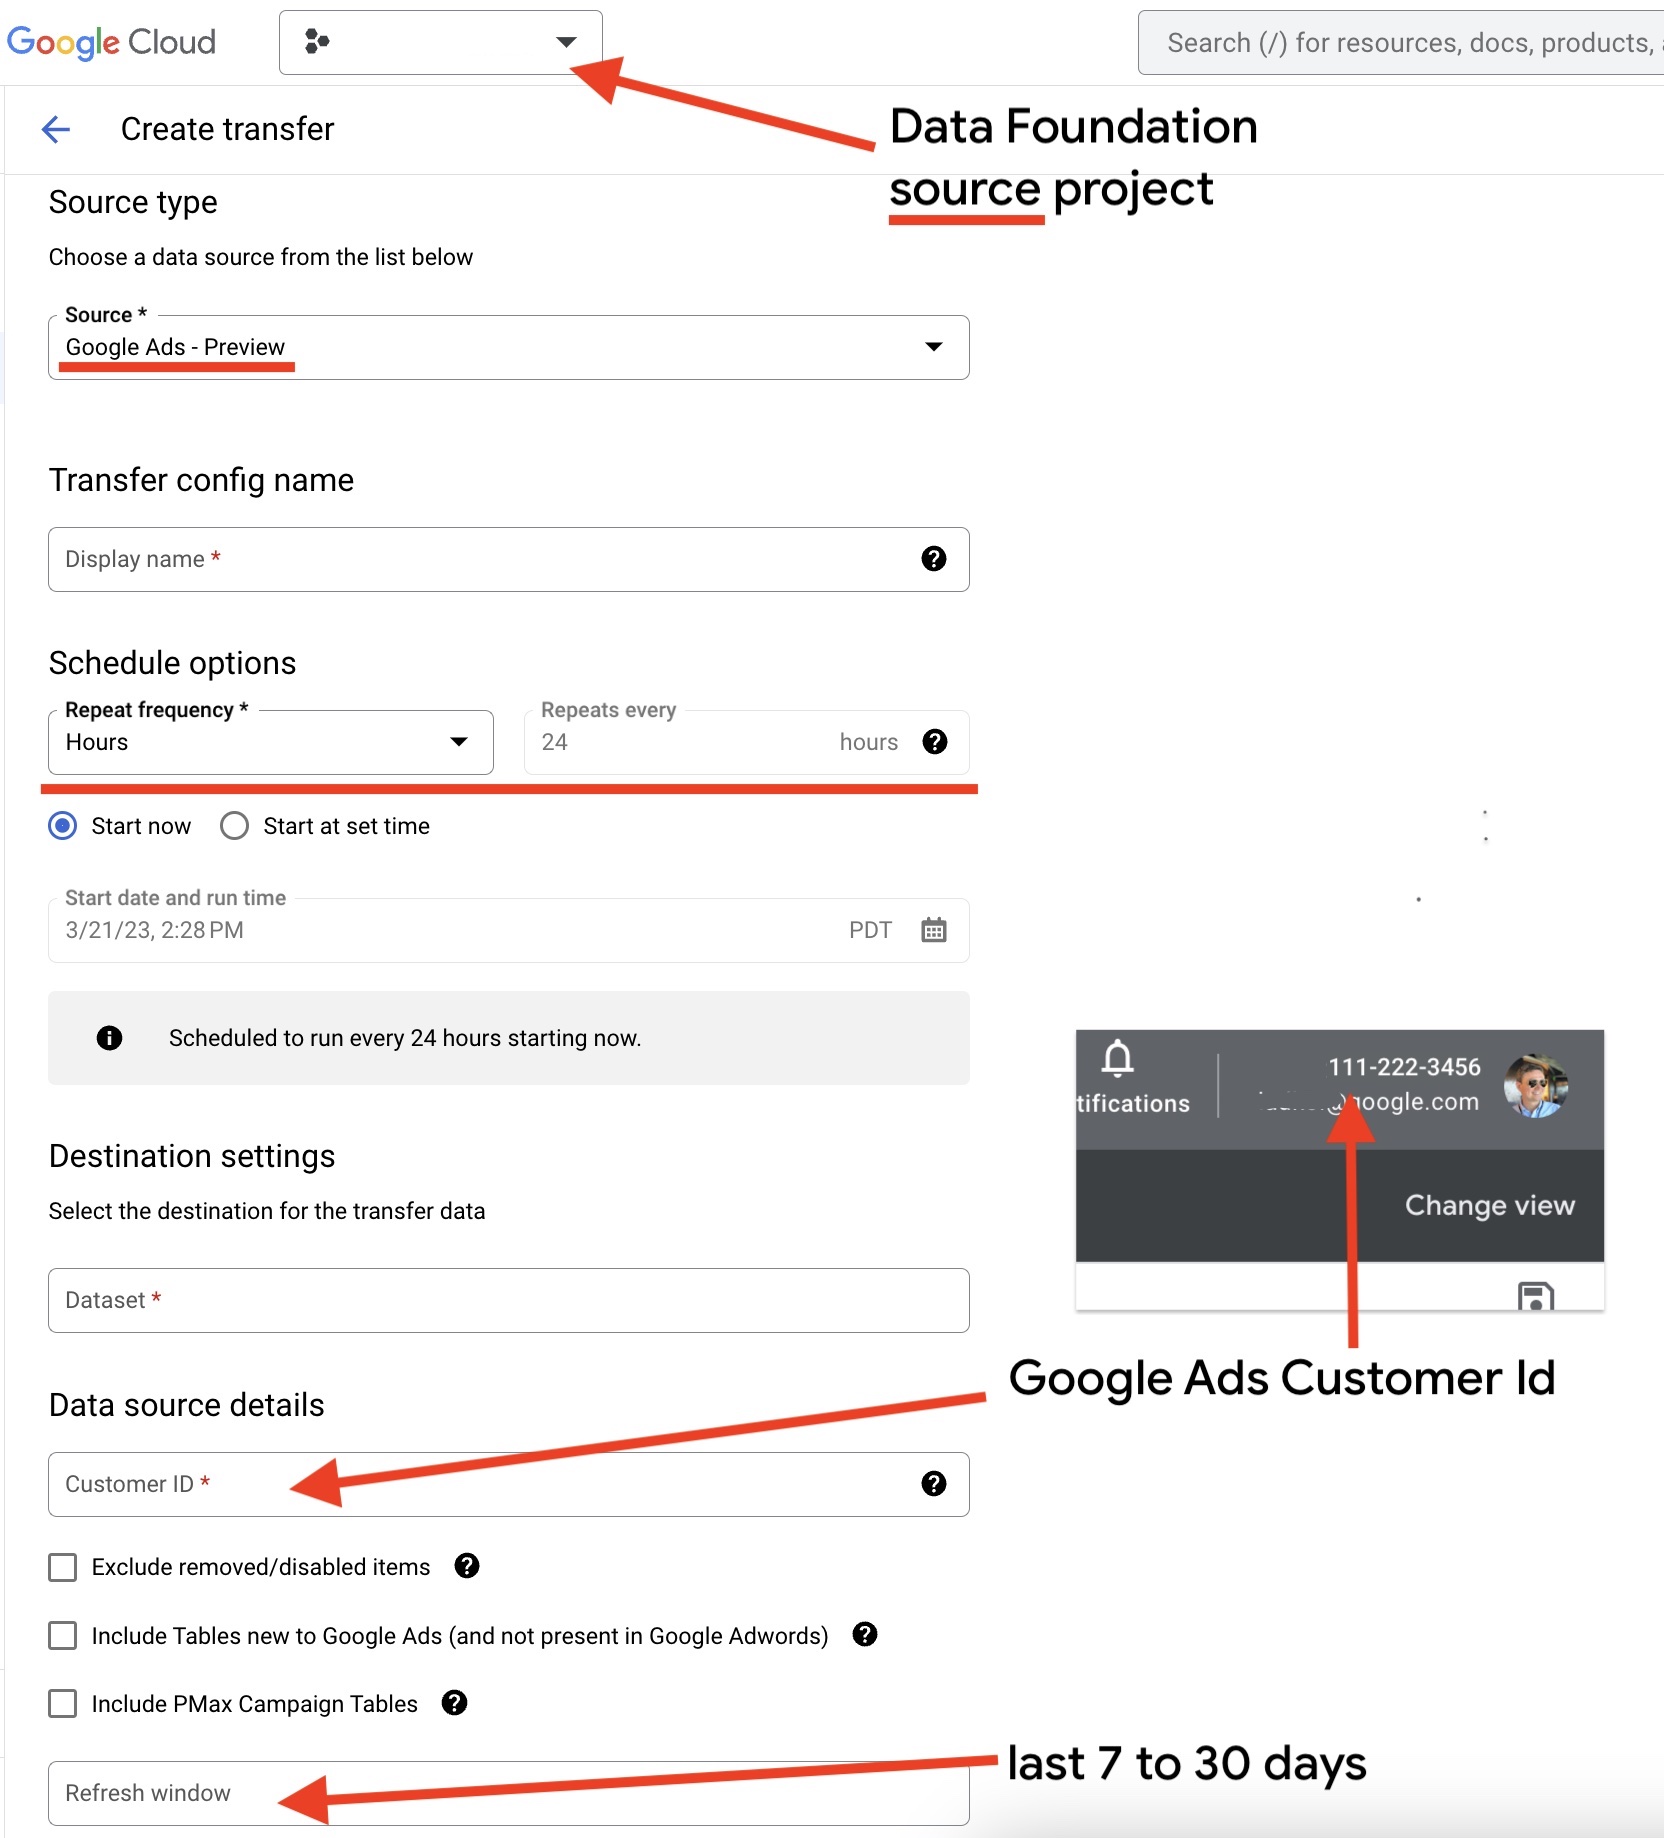 Google Cloud
Search (/) for resources, docs, products,
Create transfer
Data Foundation
source project
Source type
Choose a data source from the list below
Source *
Google Ads - Preview
Transfer config name
Display name *
Schedule options
Repeat frequency *
Hours
Repeats every
24 hours
Start now
Start at set time
Start date and run time
3/21/23, 2:28 PM PDT
Scheduled to run every 24 hours starting now.
111-222-3456
tifications
google.com
Change view
Destination settings
Select the destination for the transfer data
Dataset *
Google Ads Customer Id
Data source details
Customer ID *
Exclude removed/disabled items
Include Tables new to Google Ads (and not present in Google Adwords)
Include PMax Campaign Tables
last 7 to 30 days
Refresh window